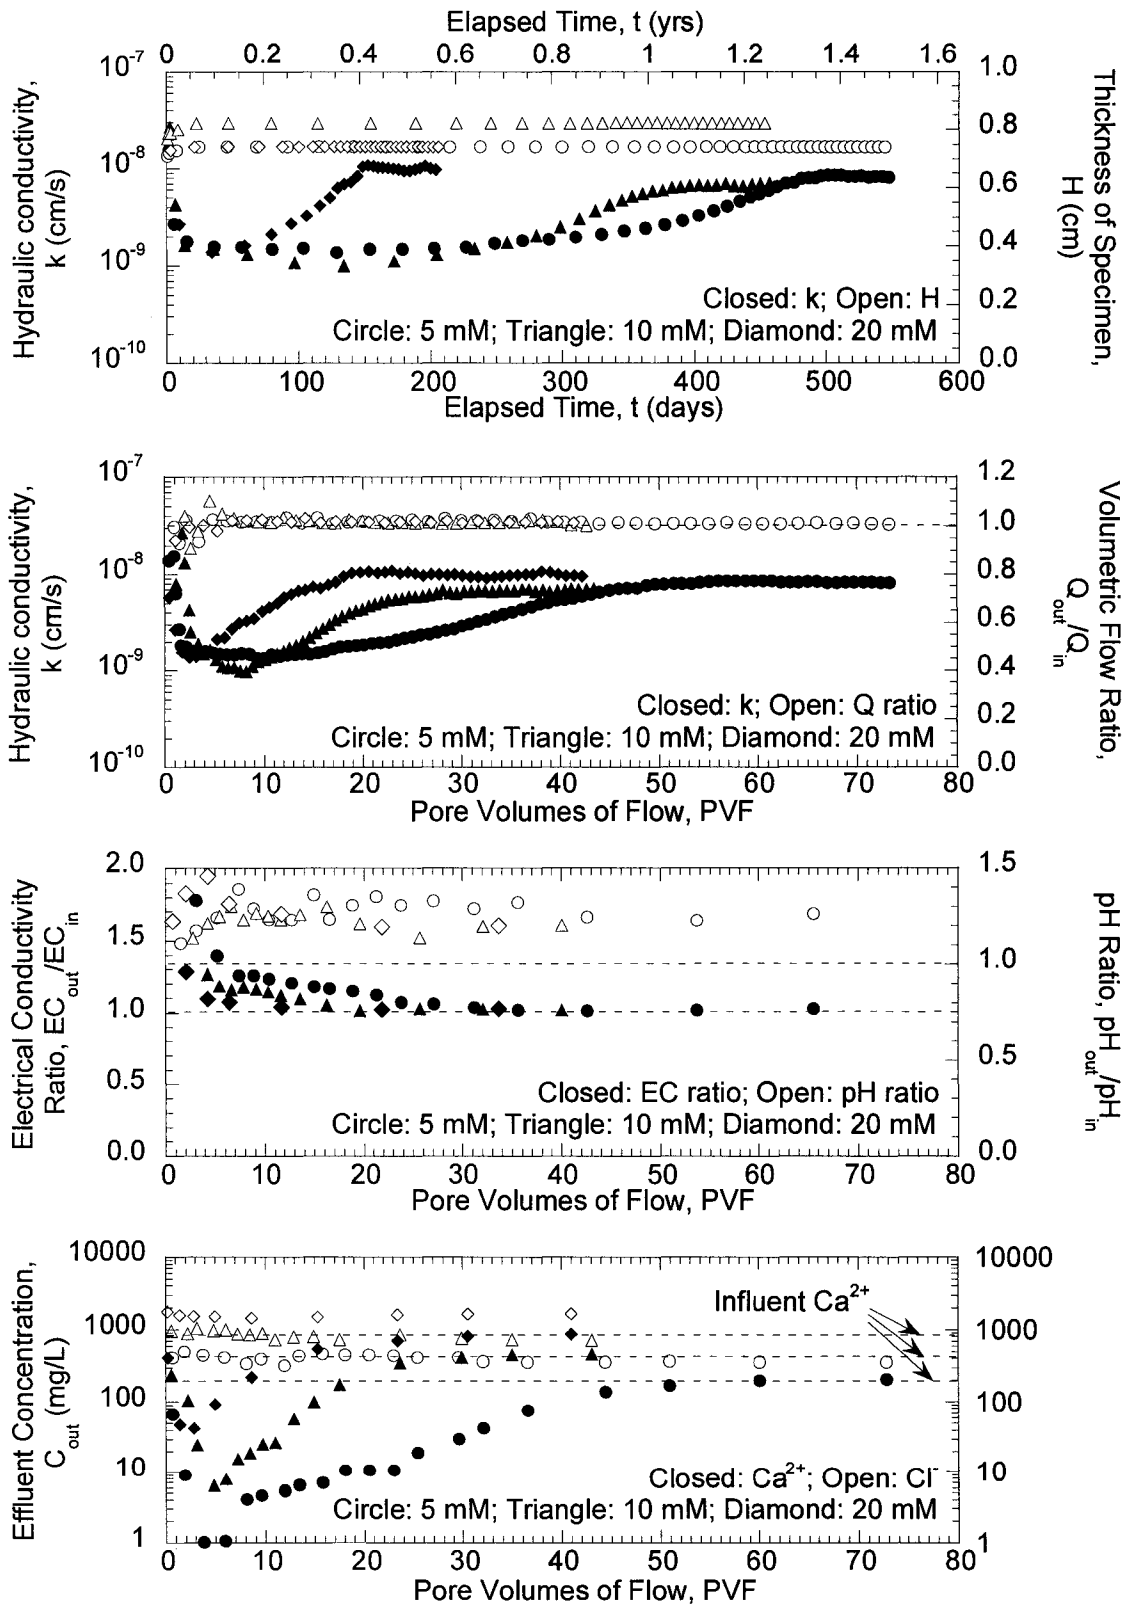 Elapsed Time, t (yrs)
0 0.2 0.4 0.6 0.8 1 1.2 1.4 1.6
Hydraulic conductivity,
k (cm/s)
10⁻⁷
10⁻⁸
10⁻⁹
10⁻¹⁰
Closed: k; Open: H
Circle: 5 mM; Triangle: 10 mM; Diamond: 20 mM
1.0
0.8
0.6
0.4
0.2
0.0
Thickness of Specimen,
H (cm)
0 100 200 300 400 500 600
Elapsed Time, t (days)
Hydraulic conductivity,
k (cm/s)
10⁻⁷
10⁻⁸
10⁻⁹
10⁻¹⁰
Closed: k; Open: Q ratio
Circle: 5 mM; Triangle: 10 mM; Diamond: 20 mM
1.2
1.0
0.8
0.6
0.4
0.2
0.0
Volumetric Flow Ratio,
Qout/Qin
0 10 20 30 40 50 60 70 80
Pore Volumes of Flow, PVF
Electrical Conductivity
Ratio, ECout/ECin
2.0
1.5
1.0
0.5
0.0
Closed: EC ratio; Open: pH ratio
Circle: 5 mM; Triangle: 10 mM; Diamond: 20 mM
1.5
1.0
0.5
0.0
pH Ratio, pHout/pHin
0 10 20 30 40 50 60 70 80
Pore Volumes of Flow, PVF
Effluent Concentration,
Cout (mg/L)
10000
1000
100
10
1
Influent Ca²⁺
Closed: Ca²⁺; Open: Cl⁻
Circle: 5 mM; Triangle: 10 mM; Diamond: 20 mM
10000
1000
100
10
1
0 10 20 30 40 50 60 70 80
Pore Volumes of Flow, PVF